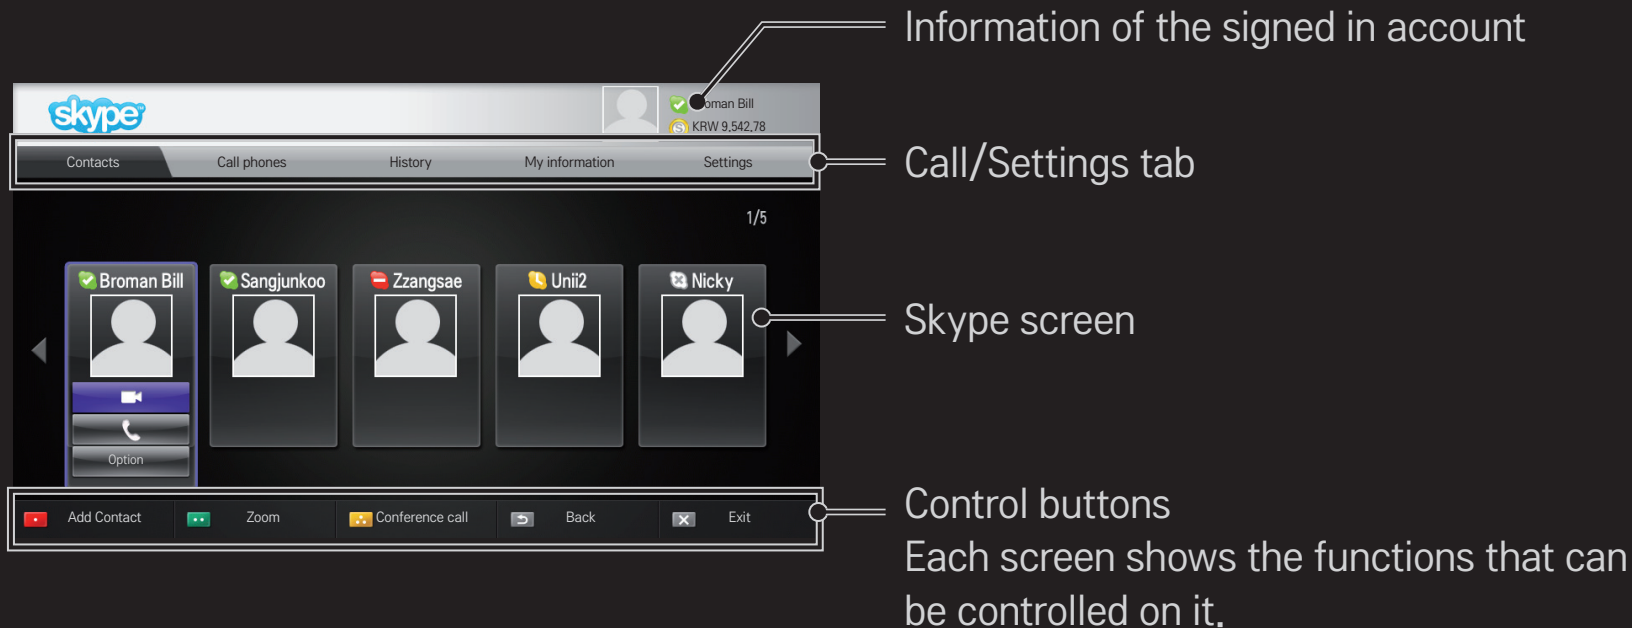 Information of the signed in account
skype™
oman Bill
KRW 9,542,78
Contacts Call phones History My information Settings
Call/Settings tab
1/5
Broman Bill Sangjunkoo Zzangsae Unii2 Nicky
Skype screen
Option
Add Contact Zoom Conference call Back Exit
Control buttons
Each screen shows the functions that can
be controlled on it.